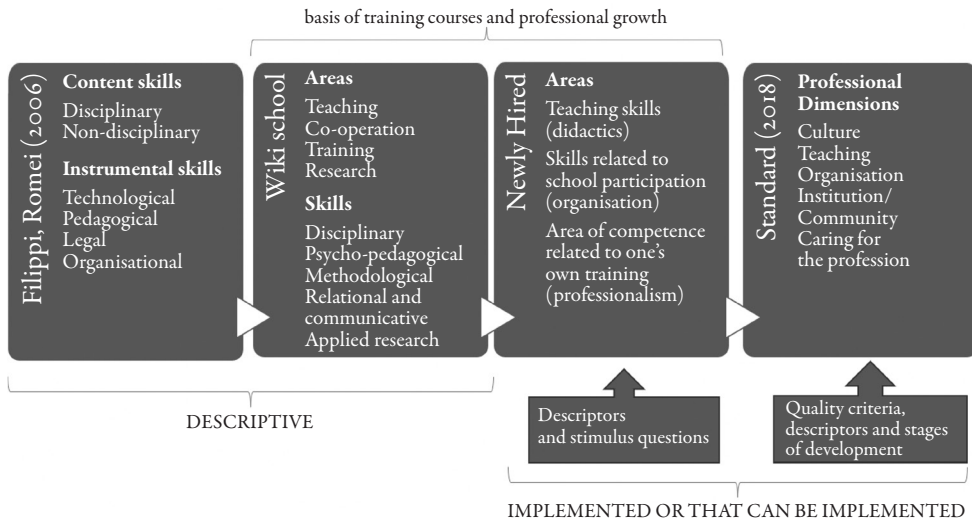 basis of training courses and professional growth
Filippi, Romei (2006)
Content skills
Disciplinary
Non-disciplinary
Instrumental skills
Technological
Pedagogical
Legal
Organisational
Wiki school
Areas
Teaching
Co-operation
Training
Research
Skills
Disciplinary
Psycho-pedagogical
Methodological
Relational and
communicative
Applied research
Newly Hired
Areas
Teaching skills
(didactics)
Skills related to
school participation
(organisation)
Area of competence
related to one’s
own training
(professionalism)
Standard (2018)
Professional
Dimensions
Culture
Teaching
Organisation
Institution/
Community
Caring for
the profession
DESCRIPTIVE
Descriptors
and stimulus questions
Quality criteria,
descriptors and stages
of development
IMPLEMENTED OR THAT CAN BE IMPLEMENTED